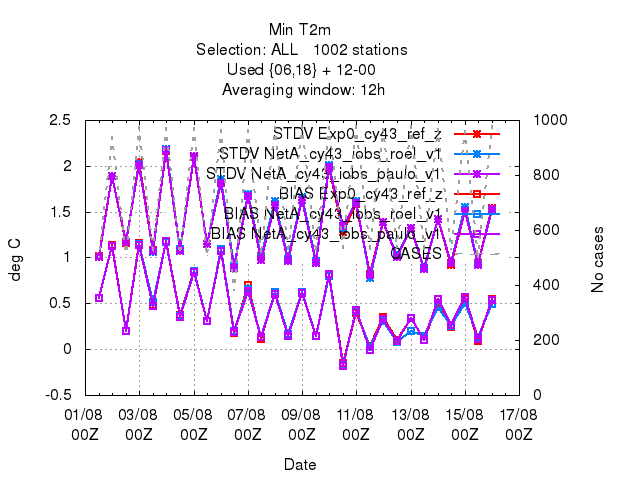 Min T2m
Selection: ALL   1002 stations
Used {06,18} + 12-00
Averaging window: 12h
2.5
2
1.5
1
0.5
0
-0.5
deg C
1000
800
600
400
200
0
No cases
STDV Exp0_cy43_ref_z
STDV NetA_cy43_iobs_roel_v1
STDV NetA_cy43_iobs_paulo_v1
BIAS Exp0_cy43_ref_z
BIAS NetA_cy43_iobs_roel_v1
BIAS NetA_cy43_iobs_paulo_v1
CASES
01/08 03/08 05/08 07/08 09/08 11/08 13/08 15/08 17/08
00Z 00Z 00Z 00Z 00Z 00Z 00Z 00Z 00Z
Date